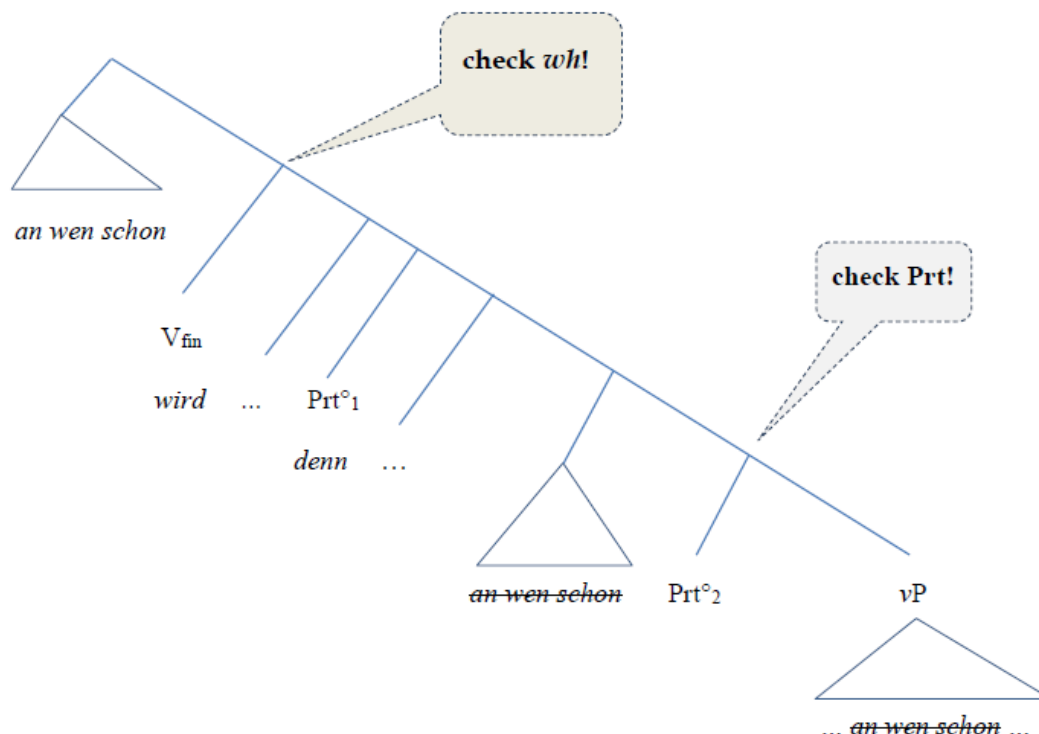 check wh!
an wen schon
check Prt!
Vfin
wird ... Prt°1
denn ...
an wen schon Prt°2 vP
... an wen schon ...